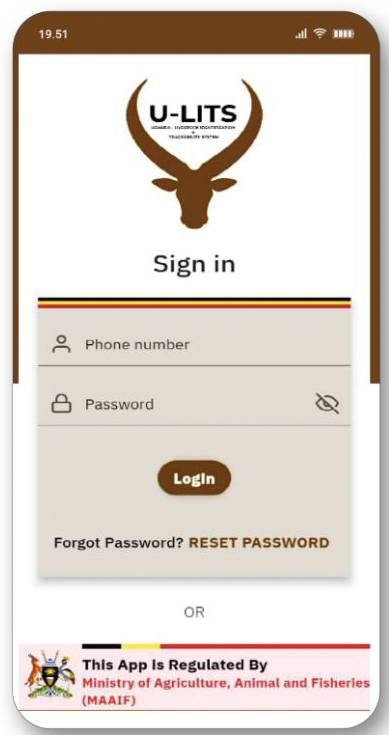 19.51
U-LITS
UGANDA - LIVESTOCK IDENTIFICATION
&
TRACEABILITY SYSTEM
Sign in
Phone number
Password
LogIn
Forgot Password? RESET PASSWORD
OR
This App Is Regulated By
Ministry of Agriculture, Animal and Fisheries
(MAAIF)